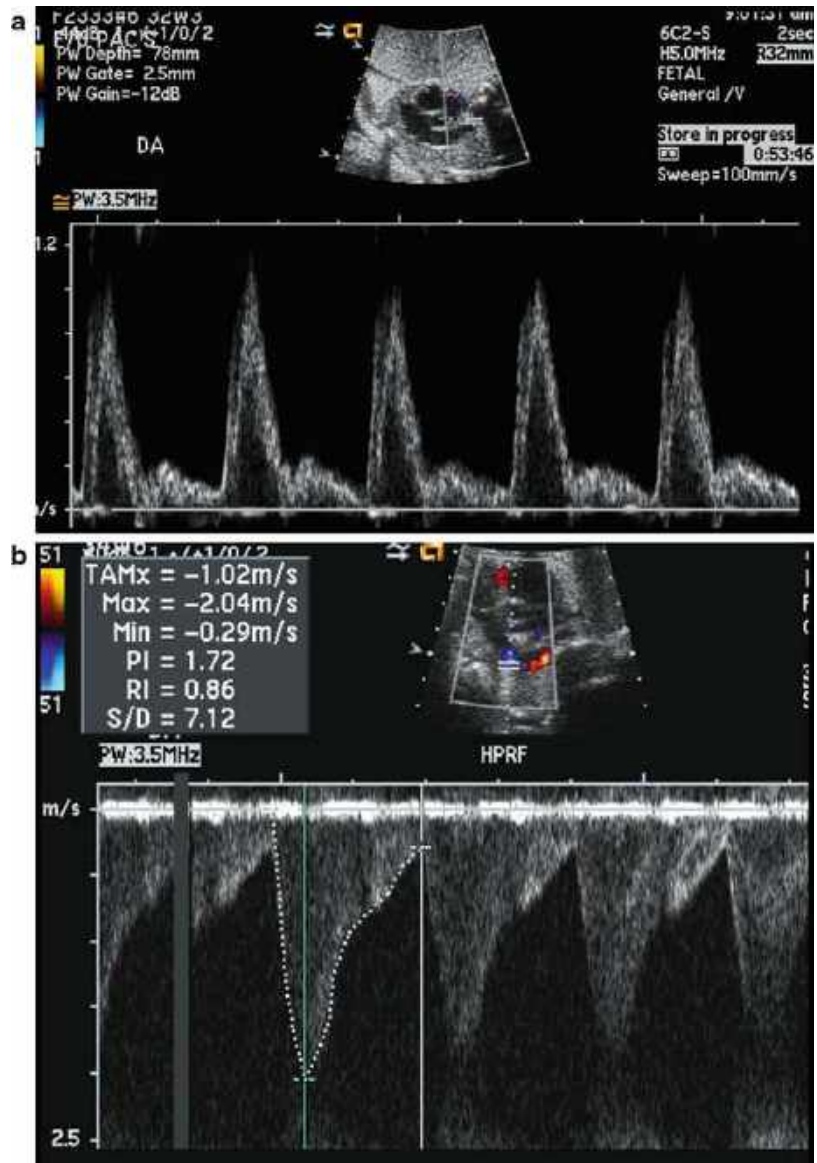 a
PW Depth= 78mm
PW Gate= 2.5mm
PW Gain=-12dB
DA
6C2-S
2sec
H5.0MHz
R32mm
FETAL
General /V
Store in progress
0:53:46
Sweep=100mm/s
PW:3.5MHz
b
51
51
TAMx = -1.02m/s
Max = -2.04m/s
Min = -0.29m/s
PI = 1.72
RI = 0.86
S/D = 7.12
PW:3.5MHz
HPRF
m/s
2.5